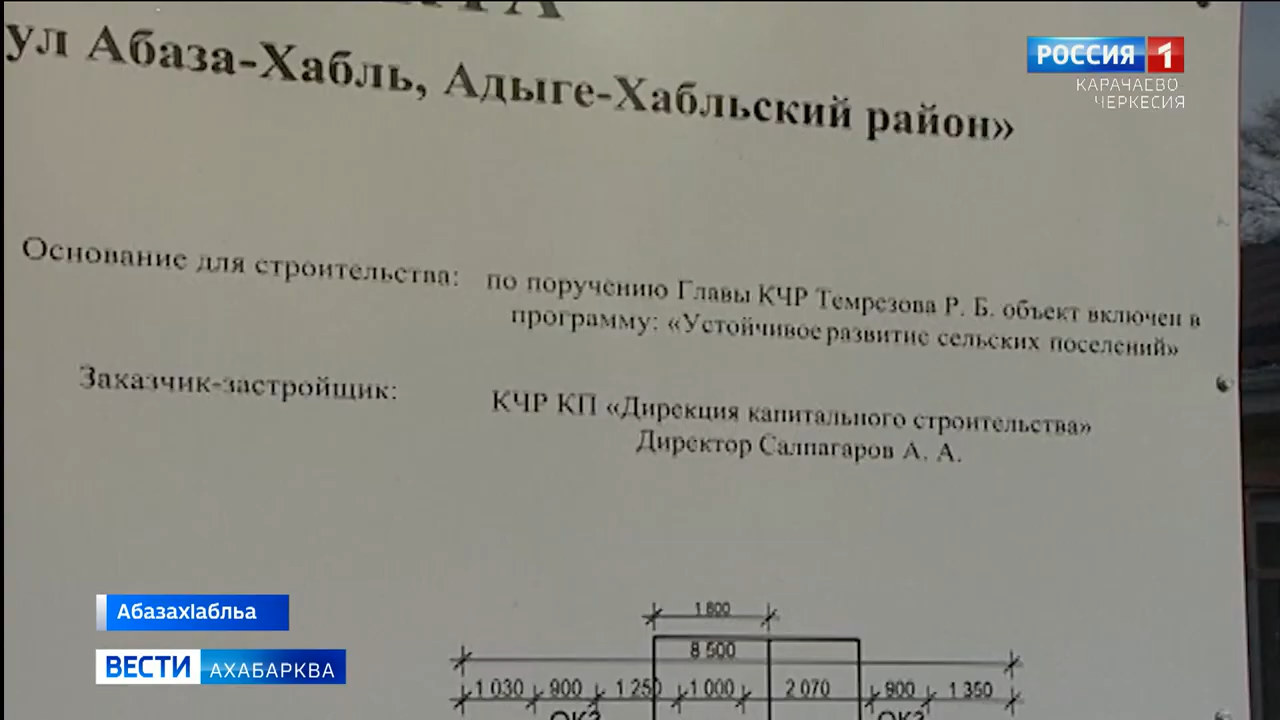 ул Абаза-Хабль, Адыге-Хабльский район»
РОССИЯ 1
КАРАЧАЕВО
ЧЕРКЕСИЯ
Основание для строительства: по поручению Главы КЧР Темрезова Р. Б. объект включен в
программу: «Устойчивое развитие сельских поселений»
Заказчик-застройщик: КЧР КП «Дирекция капитального строительства»
Директор Салпагаров А. А.
1 800
8 500
1 030 900 1 250 1 000 2 070 900 1 350
АбазахӀабльа
ВЕСТИ АХАБАРКВА